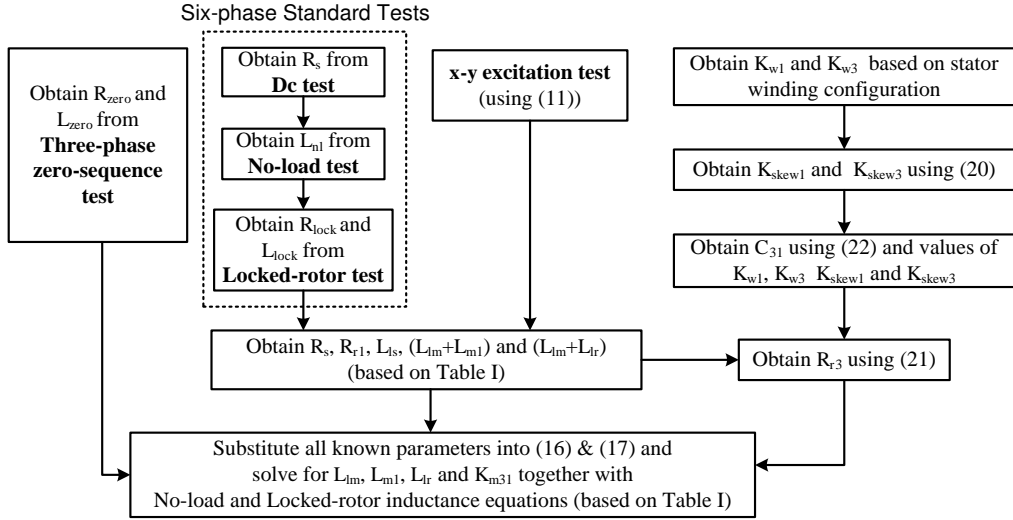 Six-phase Standard Tests
Obtain Rzero and
Lzero from
Three-phase
zero-sequence
test
Obtain Rs from
Dc test
Obtain Lnl from
No-load test
Obtain Rlock and
Llock from
Locked-rotor test
x-y excitation test
(using (11))
Obtain Kw1 and Kw3 based on stator
winding configuration
Obtain Kskew1 and Kskew3 using (20)
Obtain C31 using (22) and values of
Kw1, Kw3 Kskew1 and Kskew3
Obtain Rs, Rr1, Lls, (Llm+Lm1) and (Llm+Llr)
(based on Table I)
Obtain Rr3 using (21)
Substitute all known parameters into (16) & (17) and
solve for Llm, Lm1, Llr and Km31 together with
No-load and Locked-rotor inductance equations (based on Table I)